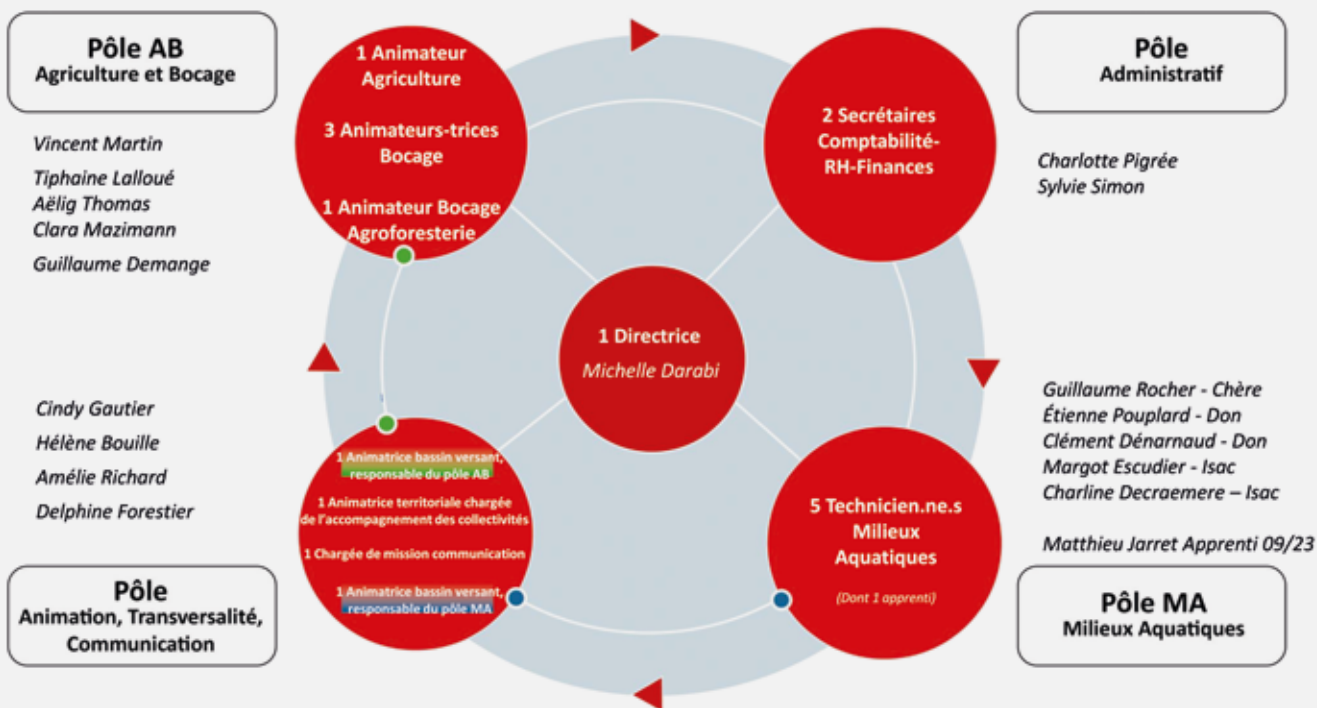 Pôle AB
Agriculture et Bocage
Vincent Martin
Tiphaine Lalloué
Aëlig Thomas
Clara Mazimann
Guillaume Demange
1 Animateur
Agriculture
3 Animateurs-trices
Bocage
1 Animateur Bocage
Agroforesterie
2 Secrétaires
Comptabilité-
RH-Finances
Pôle
Administratif
Charlotte Pigrée
Sylvie Simon
1 Directrice
Michelle Darabi
Cindy Gautier
Hélène Bouille
Amélie Richard
Delphine Forestier
Pôle
Animation, Transversalité,
Communication
1 Animatrice bassin versant,
responsable du pôle AB
1 Animatrice territoriale chargée
de l'accompagnement des collectivités
1 Chargée de mission communication
1 Animatrice bassin versant,
responsable du pôle MA
5 Technicien.ne.s
Milieux
Aquatiques
(Dont 1 apprenti)
Guillaume Rocher - Chère
Étienne Pouplard - Don
Clément Dénarnaud - Don
Margot Escudier - Isac
Charline Decraemere – Isac
Matthieu Jarret Apprenti 09/23
Pôle MA
Milieux Aquatiques